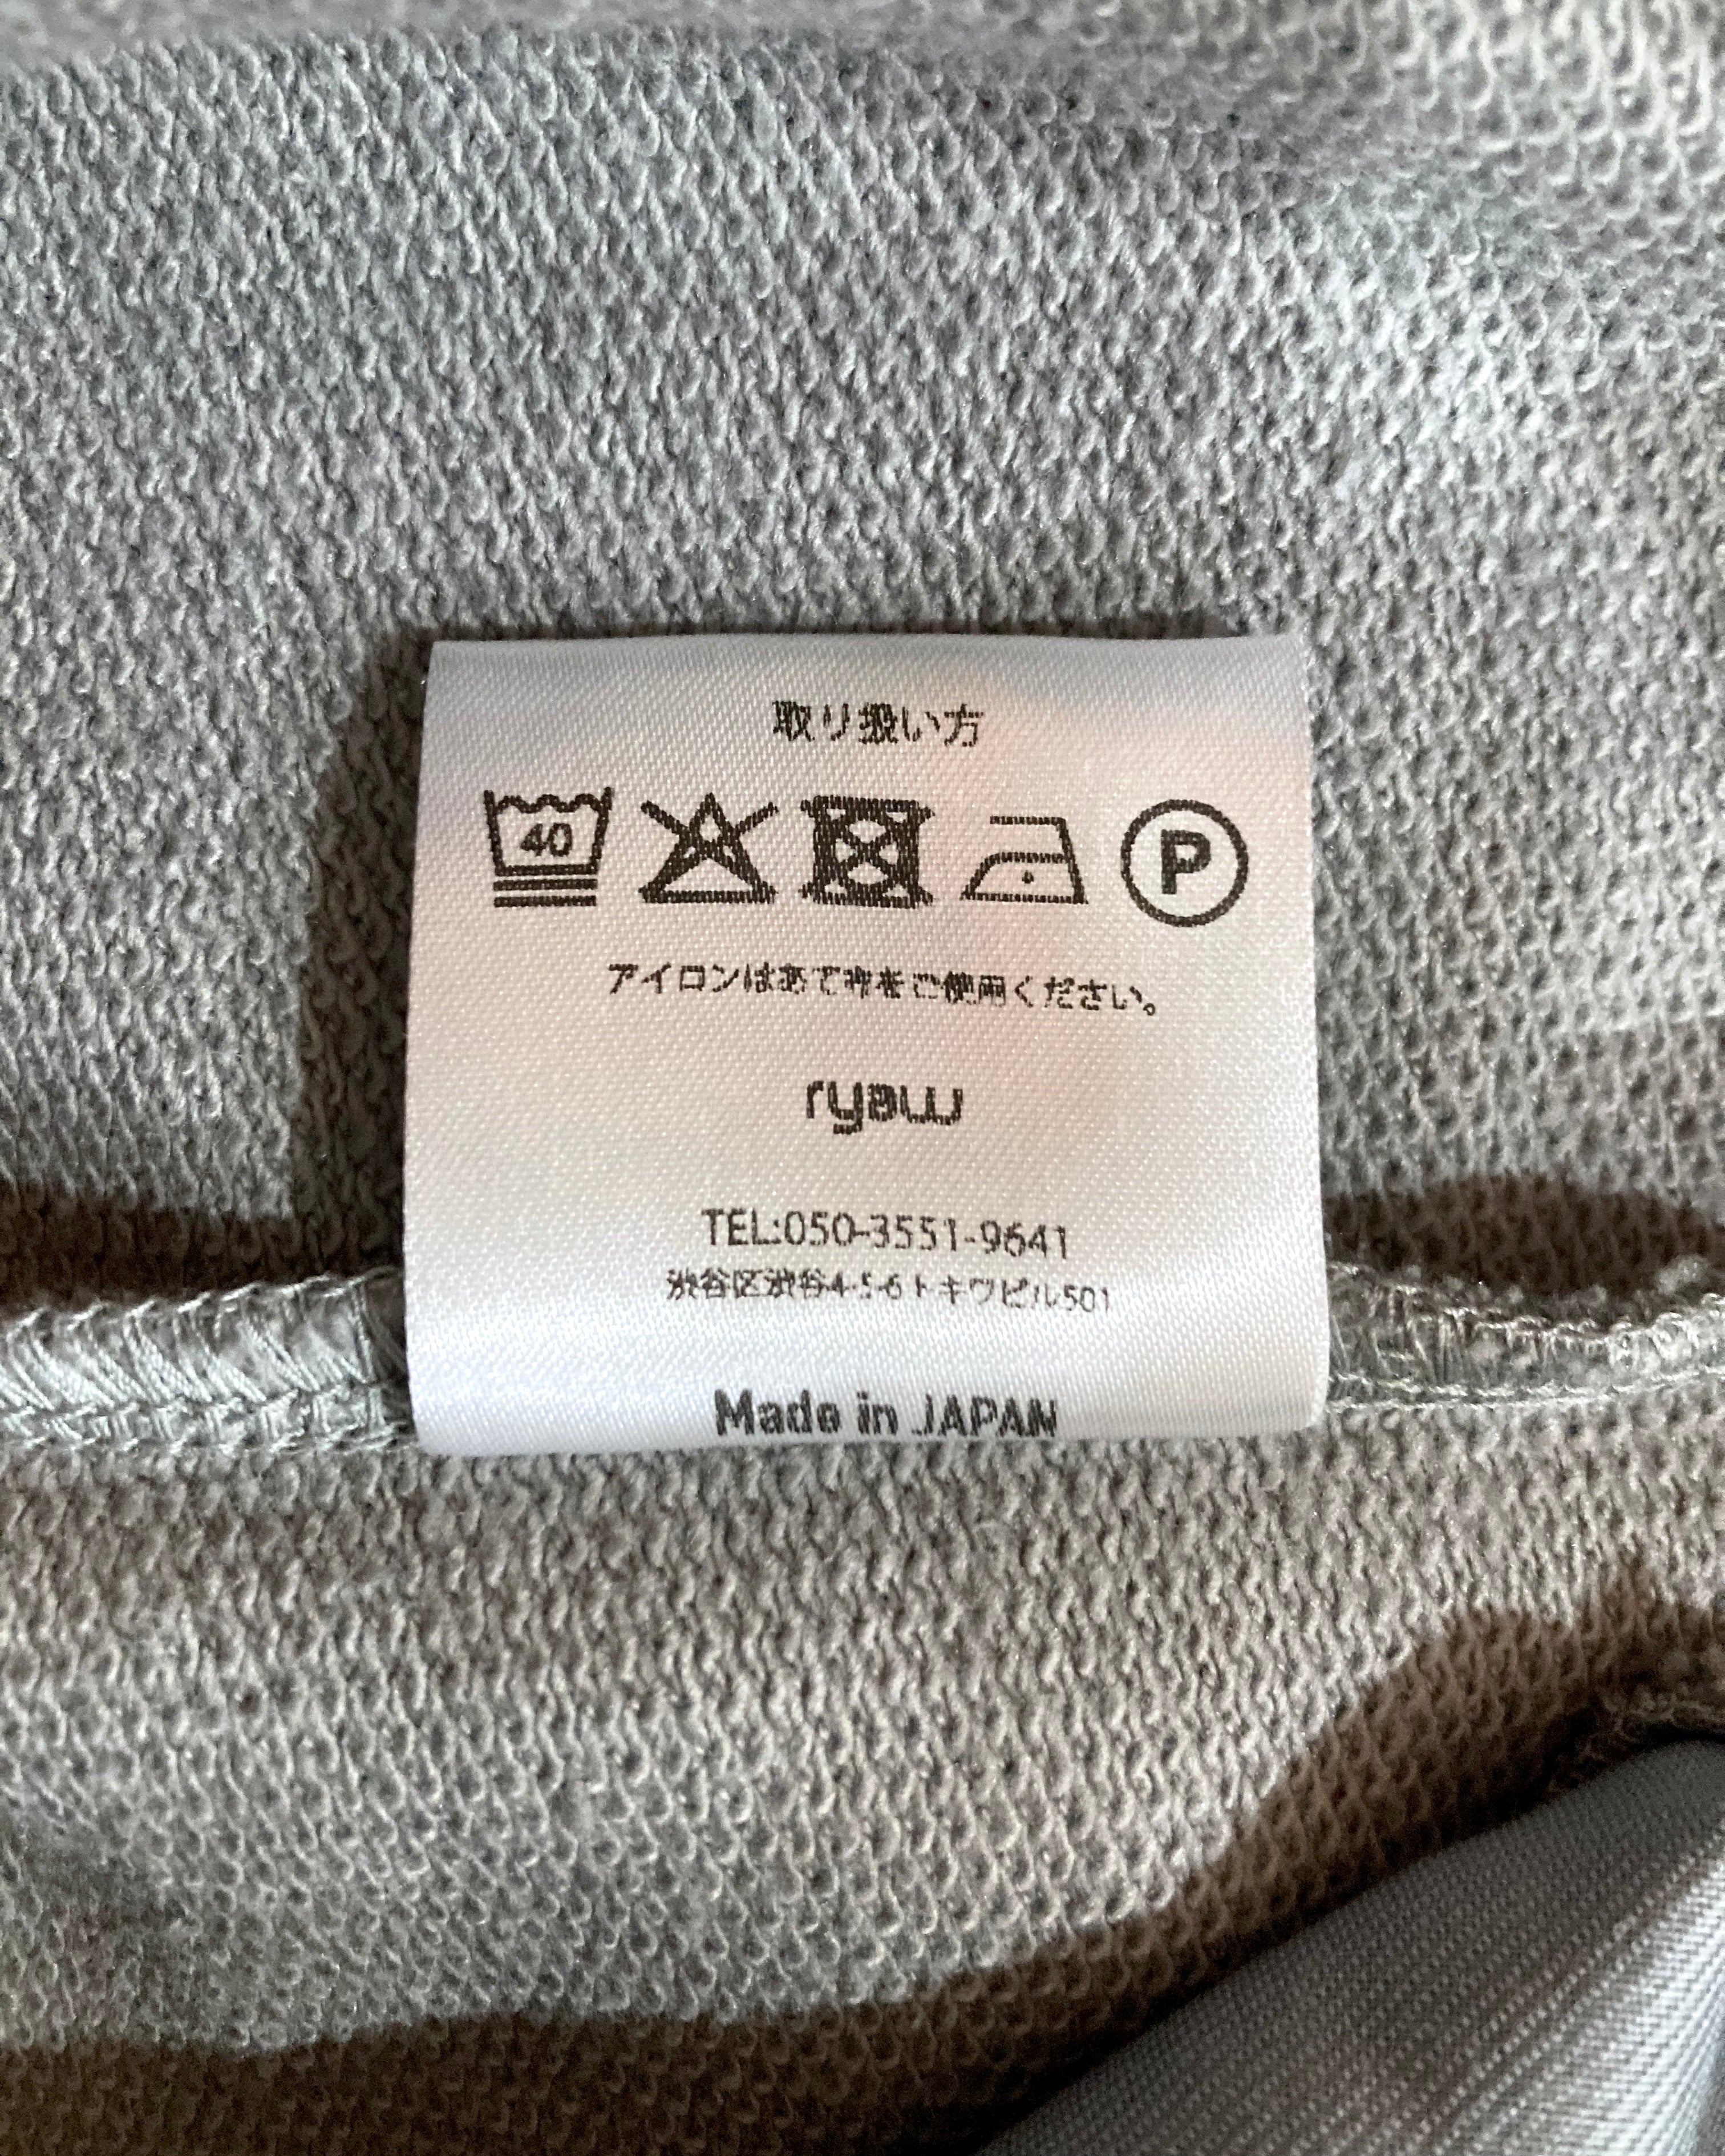 取り扱い方
40
P
アイロンはあて布をご使用ください。
ryaw
TEL:050-3551-9641
渋谷区渋谷4-5-6トキワビル501
Made in JAPAN